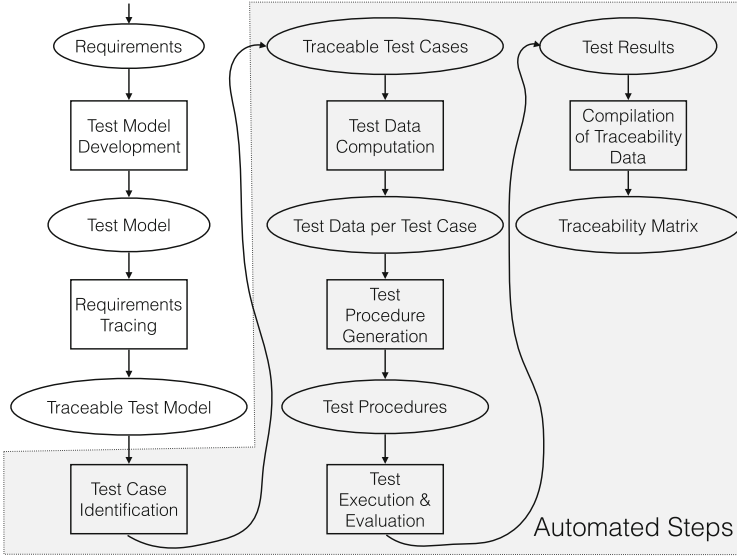 Requirements
Test Model
Development
Test Model
Requirements
Tracing
Traceable Test Model
Test Case
Identification
Traceable Test Cases
Test Data
Computation
Test Data per Test Case
Test
Procedure
Generation
Test Procedures
Test
Execution &
Evaluation
Test Results
Compilation
of Traceability
Data
Traceability Matrix
Automated Steps